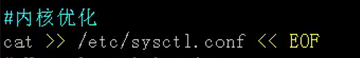 #内核优化
cat >> /etc/sysctl.conf << EOF